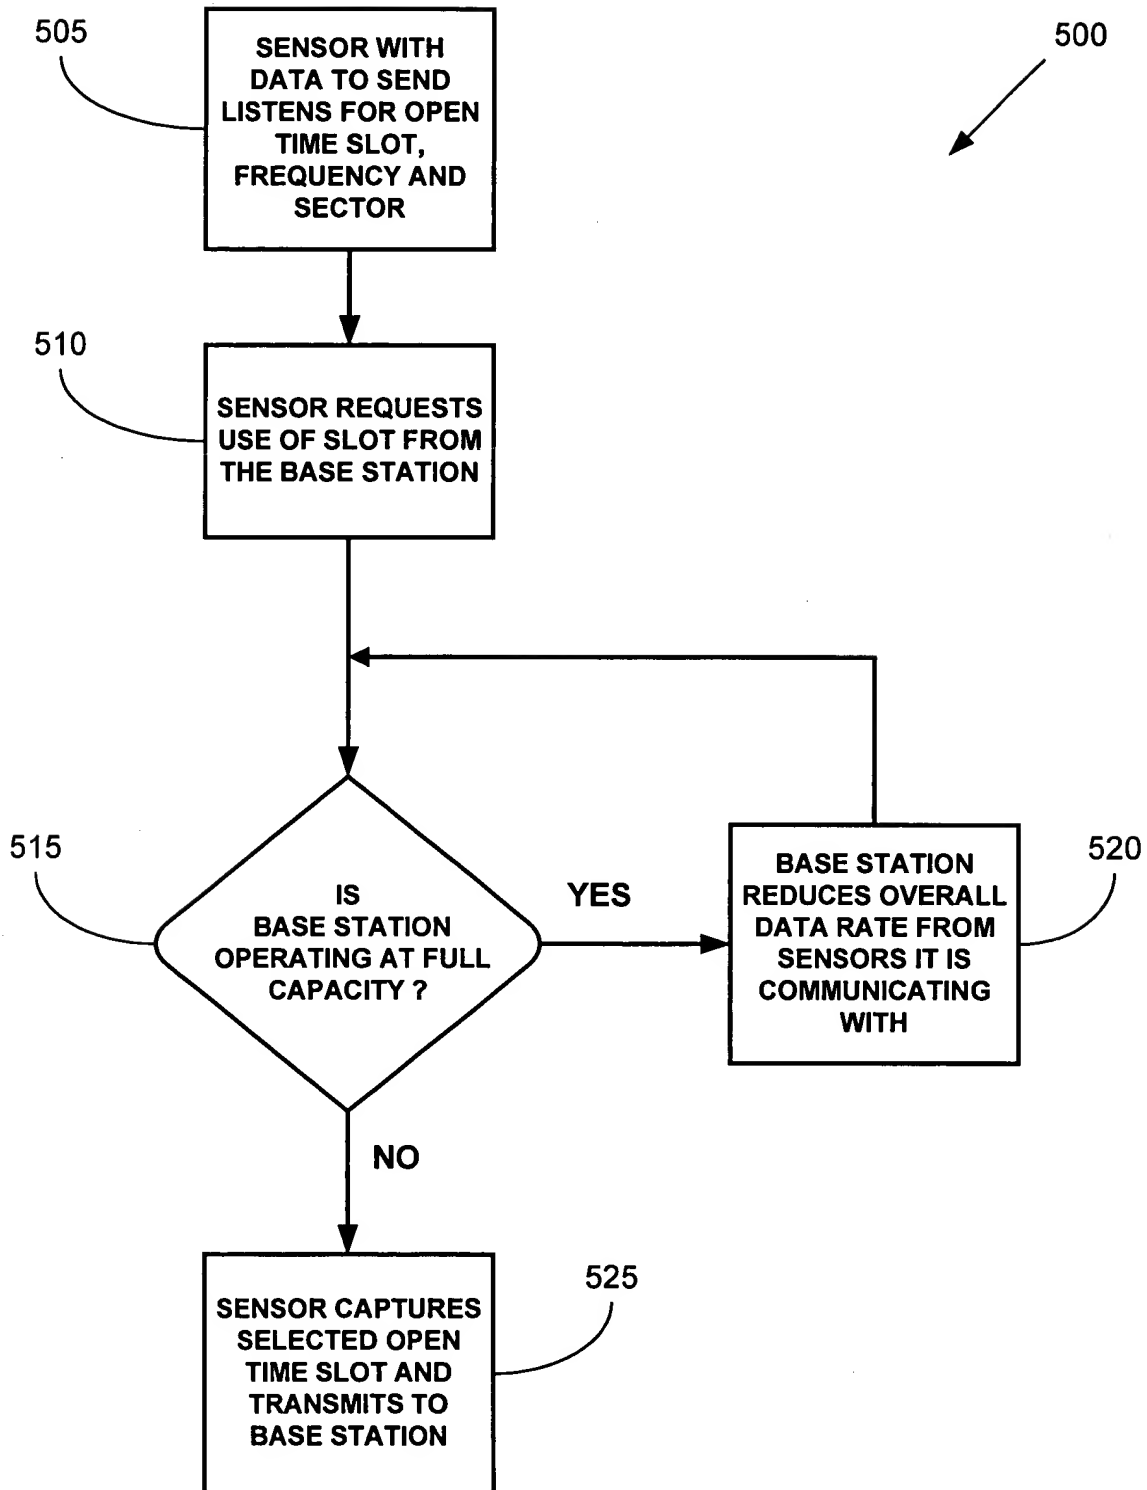 505
SENSOR WITH
DATA TO SEND
LISTENS FOR OPEN
TIME SLOT,
FREQUENCY AND
SECTOR
500
510
SENSOR REQUESTS
USE OF SLOT FROM
THE BASE STATION
515
IS
BASE STATION
OPERATING AT FULL
CAPACITY ?
YES
BASE STATION
REDUCES OVERALL
DATA RATE FROM
SENSORS IT IS
COMMUNICATING
WITH
520
NO
SENSOR CAPTURES
SELECTED OPEN
TIME SLOT AND
TRANSMITS TO
BASE STATION
525